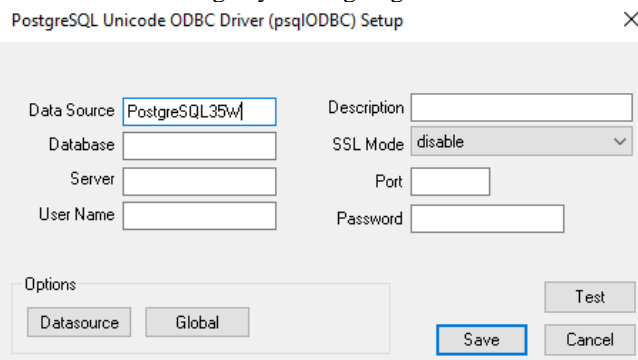 PostgreSQL Unicode ODBC Driver (psqlODBC) Setup
Data Source PostgreSQL35W Description
Database SSL Mode disable
Server Port
User Name Password
Options
Datasource Global Test
Save Cancel